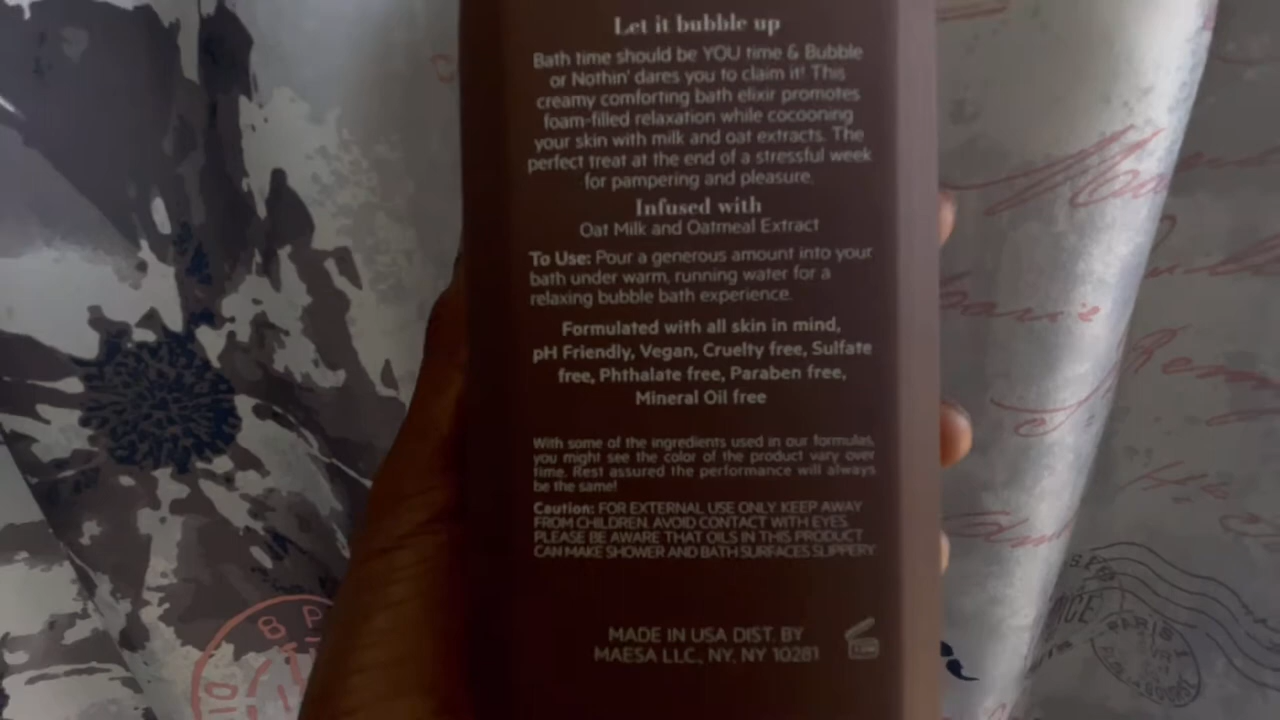 Let it bubble up
Bath time should be YOU time & Bubble
or Nothin' dares you to claim it! This
creamy comforting bath elixir promotes
foam-filled relaxation while cocooning
your skin with milk and oat extracts. The
perfect treat at the end of a stressful week
for pampering and pleasure.
Infused with
Oat Milk and Oatmeal Extract
To Use: Pour a generous amount into your
bath under warm, running water for a
relaxing bubble bath experience.
Formulated with all skin in mind,
pH Friendly, Vegan, Cruelty free, Sulfate
free, Phthalate free, Paraben free,
Mineral Oil free
With some of the ingredients used in our formulas,
you might see the color of the product vary over
time. Rest assured the performance will always
be the same!
Caution: FOR EXTERNAL USE ONLY. KEEP AWAY
FROM CHILDREN. AVOID CONTACT WITH EYES.
PLEASE BE AWARE THAT OILS IN THIS PRODUCT
CAN MAKE SHOWER AND BATH SURFACES SLIPPERY
MADE IN USA DIST. BY
MAESA LLC., NY, NY 10281
B P
PARIS